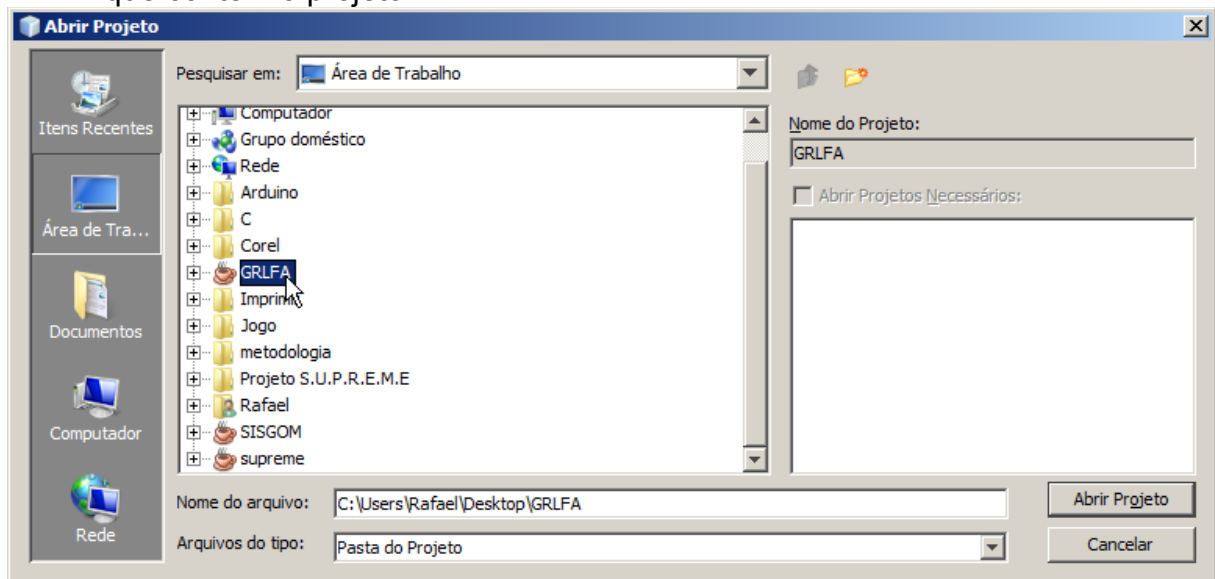 Abrir Projeto
Pesquisar em:
Área de Trabalho
Itens Recentes
Área de Tra...
Documentos
Computador
Rede
Computador
Grupo doméstico
Rede
Arduino
C
Corel
GRLFA
Jogo
metodologia
Projeto S.U.P.R.E.M.E
Rafael
SISGOM
supreme
Nome do Projeto:
GRLFA
Abrir Projetos Necessários:
Nome do arquivo:
C:\Users\Rafael\Desktop\GRLFA
Abrir Projeto
Arquivos do tipo:
Pasta do Projeto
Cancelar